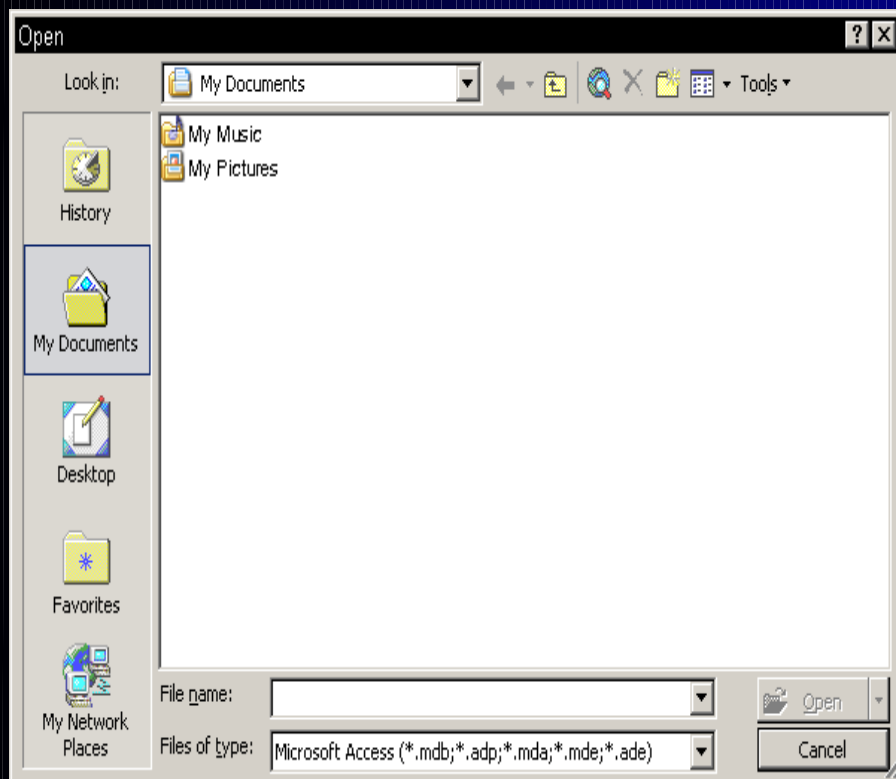 Open
Look in: My Documents Tools
My Music
My Pictures
History
My Documents
Desktop
Favorites
My Network
Places
File name: Open
Files of type: Microsoft Access (*.mdb;*.adp;*.mda;*.mde;*.ade) Cancel